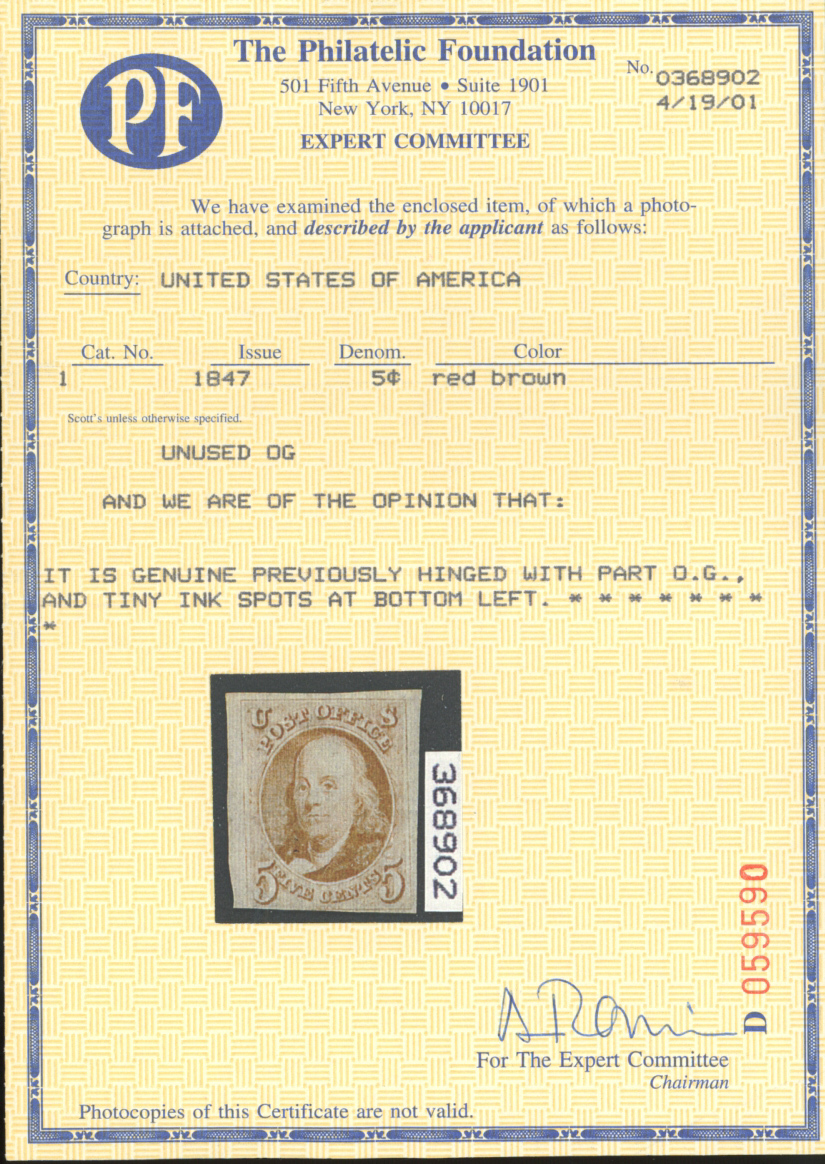 PF
The Philatelic Foundation
501 Fifth Avenue • Suite 1901
New York, NY 10017
EXPERT COMMITTEE
No. 0368902
4/19/01
We have examined the enclosed item, of which a photo-
graph is attached, and described by the applicant as follows:
Country: UNITED STATES OF AMERICA
Cat. No. Issue Denom. Color
1 1847 5¢ red brown
Scott's unless otherwise specified.
UNUSED OG
AND WE ARE OF THE OPINION THAT:
IT IS GENUINE PREVIOUSLY HINGED WITH PART O.G.,
AND TINY INK SPOTS AT BOTTOM LEFT. * * * * * * *
*
U S
POST OFFICE
5 FIVE CENTS 5
368902
D 059590
For The Expert Committee
Chairman
Photocopies of this Certificate are not valid.